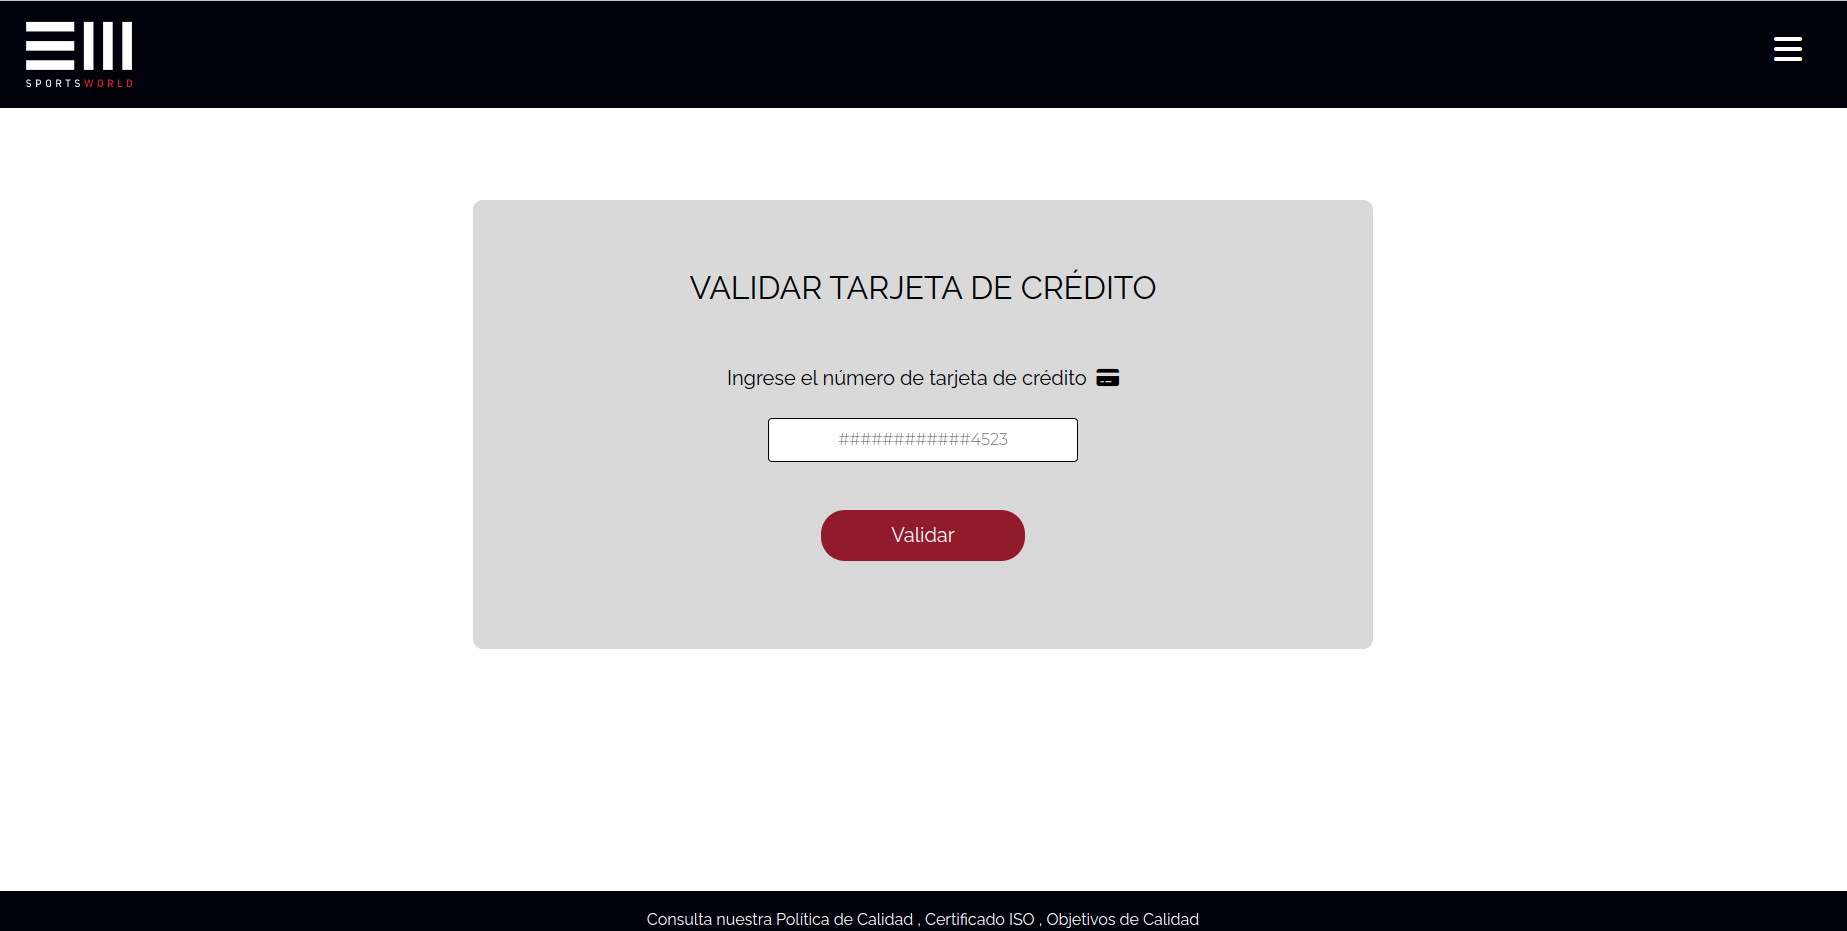 SPORTSWORLD
VALIDAR TARJETA DE CRÉDITO
Ingrese el número de tarjeta de crédito
############4523
Validar
Consulta nuestra Política de Calidad , Certificado ISO , Objetivos de Calidad